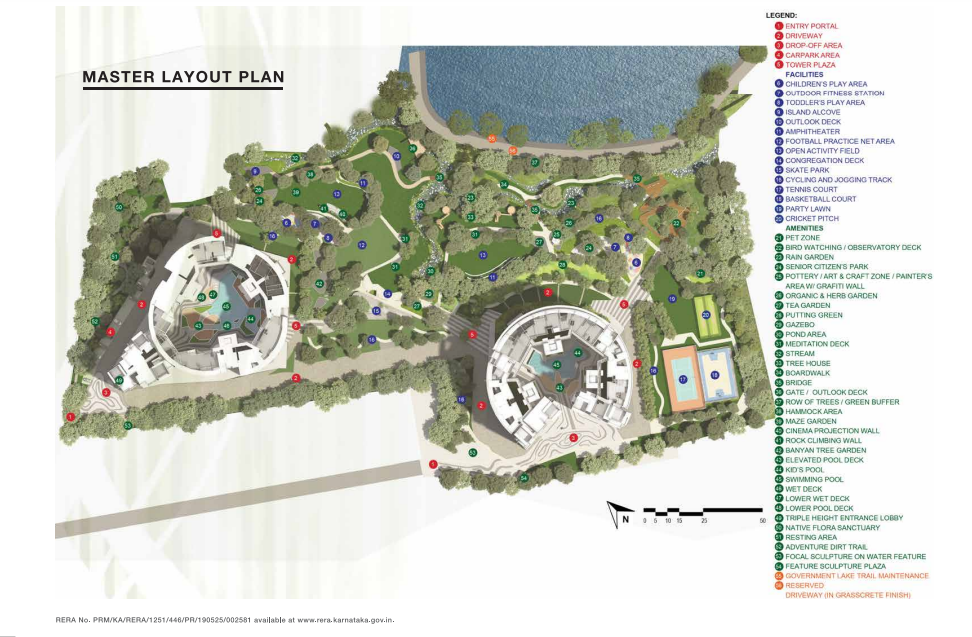 MASTER LAYOUT PLAN
LEGEND:
1 ENTRY PORTAL
2 DRIVEWAY
3 DROP-OFF AREA
4 CARPARK AREA
5 TOWER PLAZA
FACILITIES
6 CHILDREN'S PLAY AREA
7 OUTDOOR FITNESS STATION
8 TODDLER'S PLAY AREA
9 ISLAND ALCOVE
10 OUTLOOK DECK
11 AMPHITHEATER
12 FOOTBALL PRACTICE NET AREA
13 OPEN ACTIVITY FIELD
14 CONGREGATION DECK
15 SKATE PARK
16 CYCLING AND JOGGING TRACK
17 TENNIS COURT
18 BASKETBALL COURT
19 PARTY LAWN
20 CRICKET PITCH
AMENITIES
21 PET ZONE
22 BIRD WATCHING / OBSERVATORY DECK
23 RAIN GARDEN
24 SENIOR CITIZEN'S PARK
25 POTTERY / ART & CRAFT ZONE / PAINTER'S
AREA W/ GRAFITI WALL
26 ORGANIC & HERB GARDEN
27 TEA GARDEN
28 PUTTING GREEN
29 GAZEBO
30 POND AREA
31 MEDITATION DECK
32 STREAM
33 TREE HOUSE
34 BOARDWALK
35 BRIDGE
36 GATE / OUTLOOK DECK
37 ROW OF TREES / GREEN BUFFER
38 HAMMOCK AREA
39 MAZE GARDEN
40 CINEMA PROJECTION WALL
41 ROCK CLIMBING WALL
42 BANYAN TREE GARDEN
43 ELEVATED POOL DECK
44 KID'S POOL
45 SWIMMING POOL
46 WET DECK
47 LOWER WET DECK
48 LOWER POOL DECK
49 TRIPLE HEIGHT ENTRANCE LOBBY
50 NATIVE FLORA SANCTUARY
51 RESTING AREA
52 ADVENTURE DIRT TRAIL
53 FOCAL SCULPTURE ON WATER FEATURE
54 FEATURE SCULPTURE PLAZA
55 GOVERNMENT LAKE TRAIL MAINTENANCE
56 RESERVED
DRIVEWAY (IN GRASSCRETE FINISH)
N
0 5 10 15 25 50
RERA No. PRM/KA/RERA/1251/446/PR/190525/002581 available at www.rera.karnataka.gov.in.